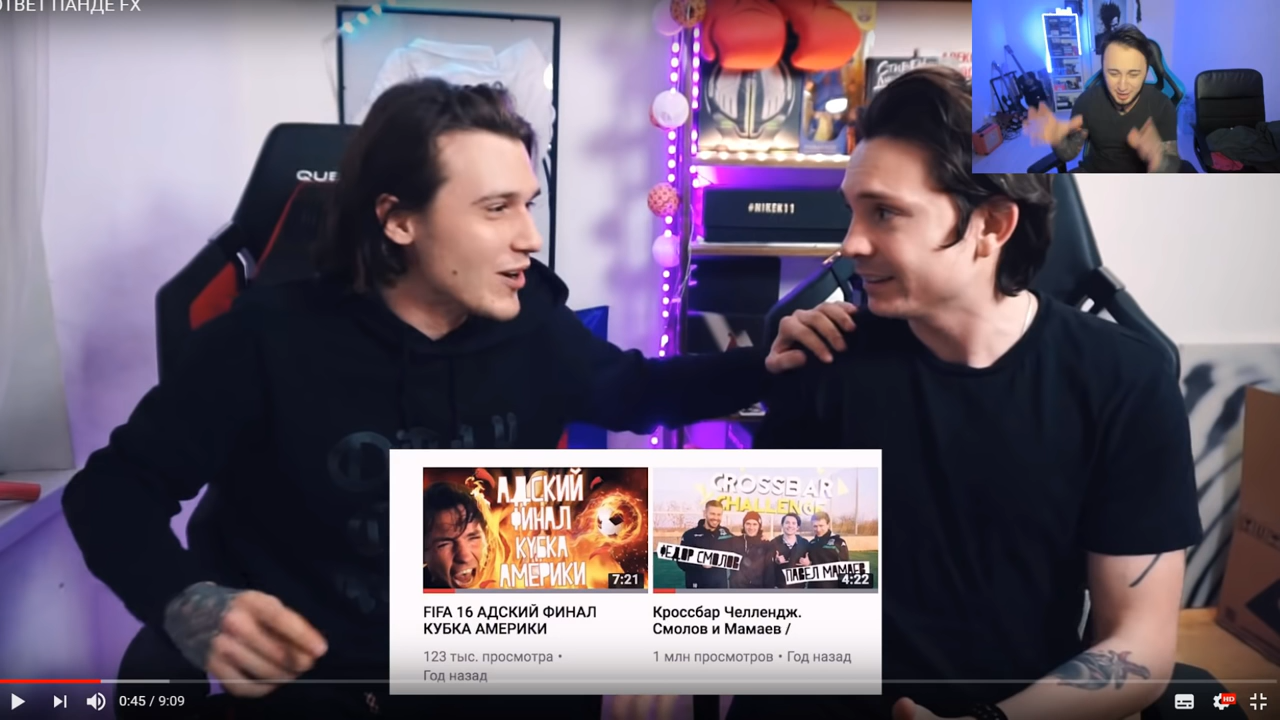 ОТВЕТ ПАНДЕ FX
QUE
#NIKEK11
АДСКИЙ
ФИНАЛ
КУБКА
АМЕРИКИ
7:21
CROSSBAR
CHALLENGE
ФЕДОР СМОЛОВ
ПАВЕЛ МАМАЕВ
4:22
FIFA 16 АДСКИЙ ФИНАЛ
КУБКА АМЕРИКИ
123 тыс. просмотра •
Год назад
Кроссбар Челлендж.
Смолов и Мамаев /
1 млн просмотров • Год назад
0:45 / 9:09
HD